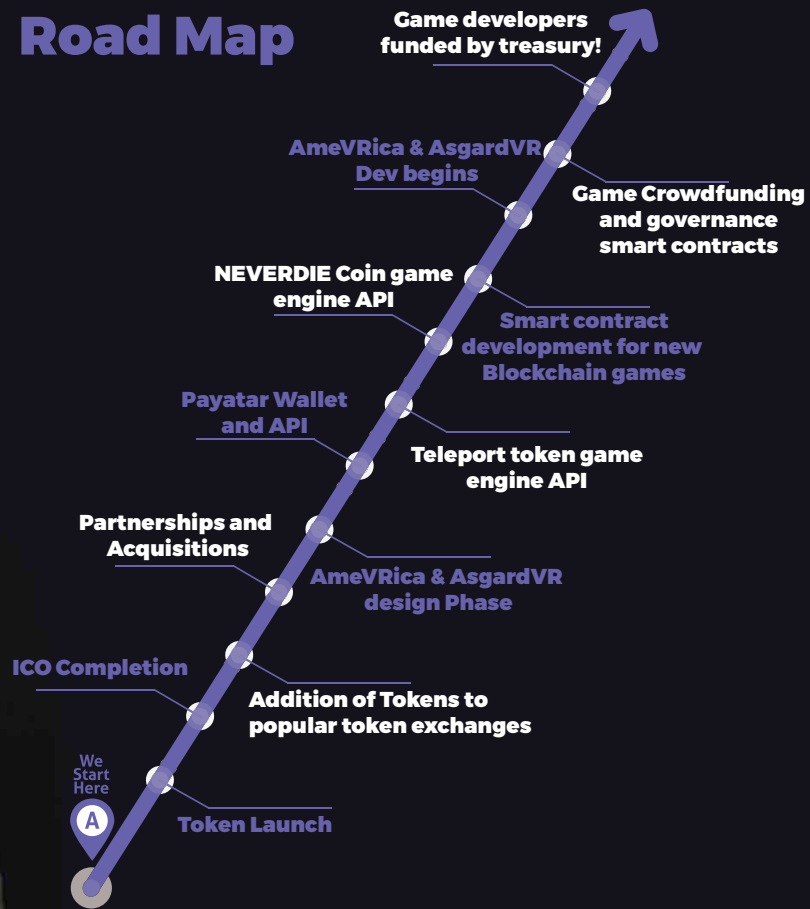 Road Map
Game developers
funded by treasury!
AmeVRica & AsgardVR
Dev begins
Game Crowdfunding
and governance
smart contracts
NEVERDIE Coin game
engine API
Smart contract
development for new
Blockchain games
Payatar Wallet
and API
Teleport token game
engine API
Partnerships and
Acquisitions
AmeVRica & AsgardVR
design Phase
ICO Completion
Addition of Tokens to
popular token exchanges
We
Start
Here
A
Token Launch